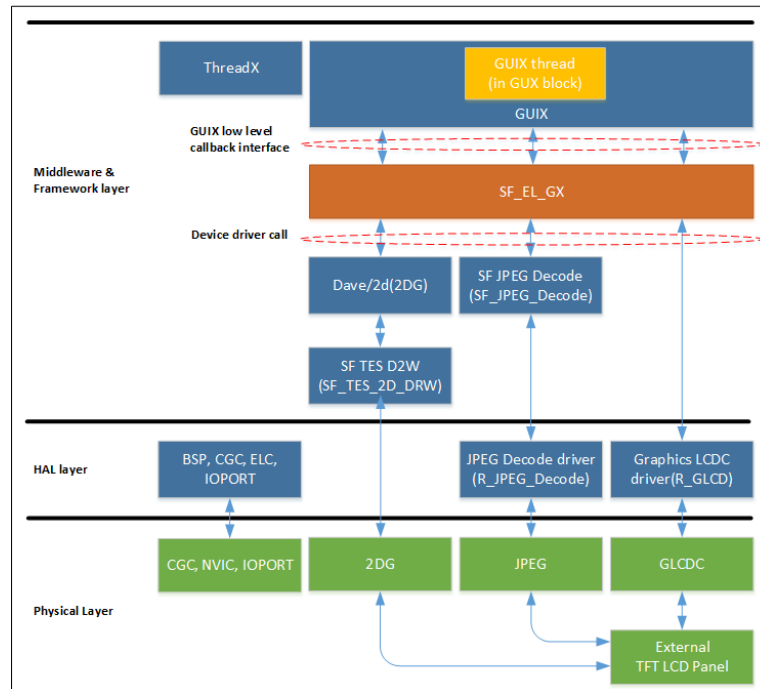 ThreadX
GUIX thread
(in GUX block)
GUIX
GUIX low level
callback interface
Middleware &
Framework layer
SF_EL_GX
Device driver call
Dave/2d(2DG)
SF JPEG Decode
(SF_JPEG_Decode)
SF TES D2W
(SF_TES_2D_DRW)
HAL layer
BSP, CGC, ELC,
IOPORT
JPEG Decode driver
(R_JPEG_Decode)
Graphics LCDC
driver(R_GLCD)
CGC, NVIC, IOPORT
2DG
JPEG
GLCDC
Physical Layer
External
TFT LCD Panel